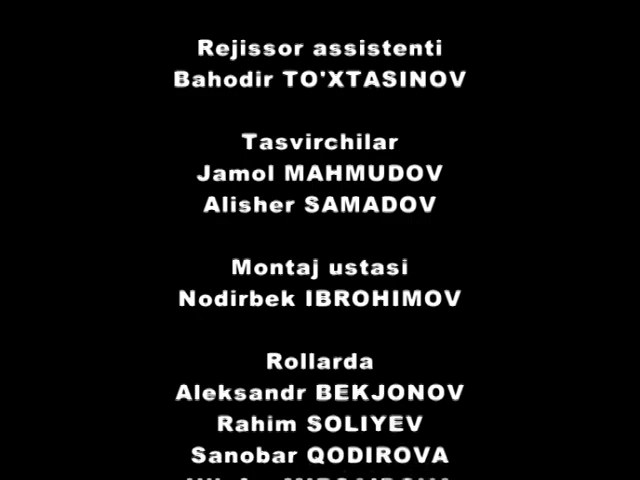 Rejissor assistenti
Bahodir TO'XTASINOV
Tasvirchilar
Jamol MAHMUDOV
Alisher SAMADOV
Montaj ustasi
Nodirbek IBROHIMOV
Rollarda
Aleksandr BEKJONOV
Rahim SOLIYEV
Sanobar QODIROVA